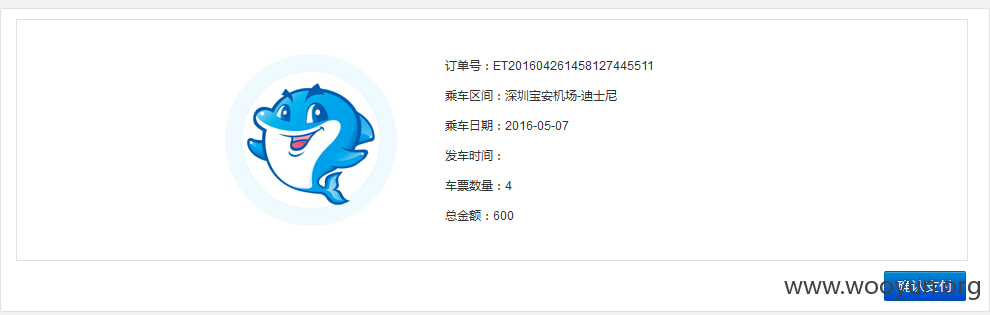 订单号：ET201604261458127445511
乘车区间：深圳宝安机场-迪士尼
乘车日期：2016-05-07
发车时间：
车票数量：4
总金额：600
确认支付
www.wooyun.org